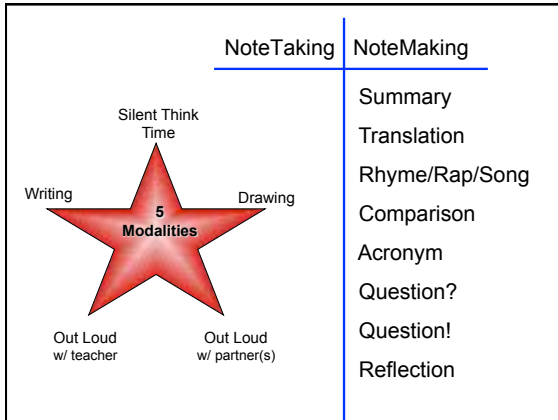 NoteTaking
NoteMaking
Silent Think
Time
Writing
Drawing
5
Modalities
Out Loud
w/ teacher
Out Loud
w/ partner(s)
Summary
Translation
Rhyme/Rap/Song
Comparison
Acronym
Question?
Question!
Reflection